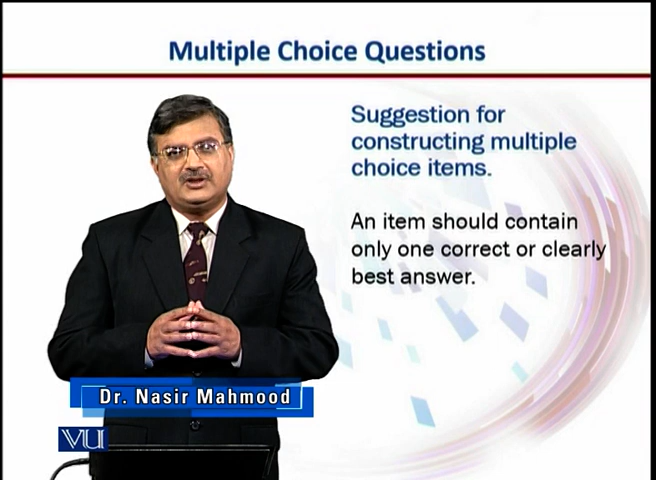 Multiple Choice Questions
Suggestion for
constructing multiple
choice items.
An item should contain
only one correct or clearly
best answer.
Dr. Nasir Mahmood
VU